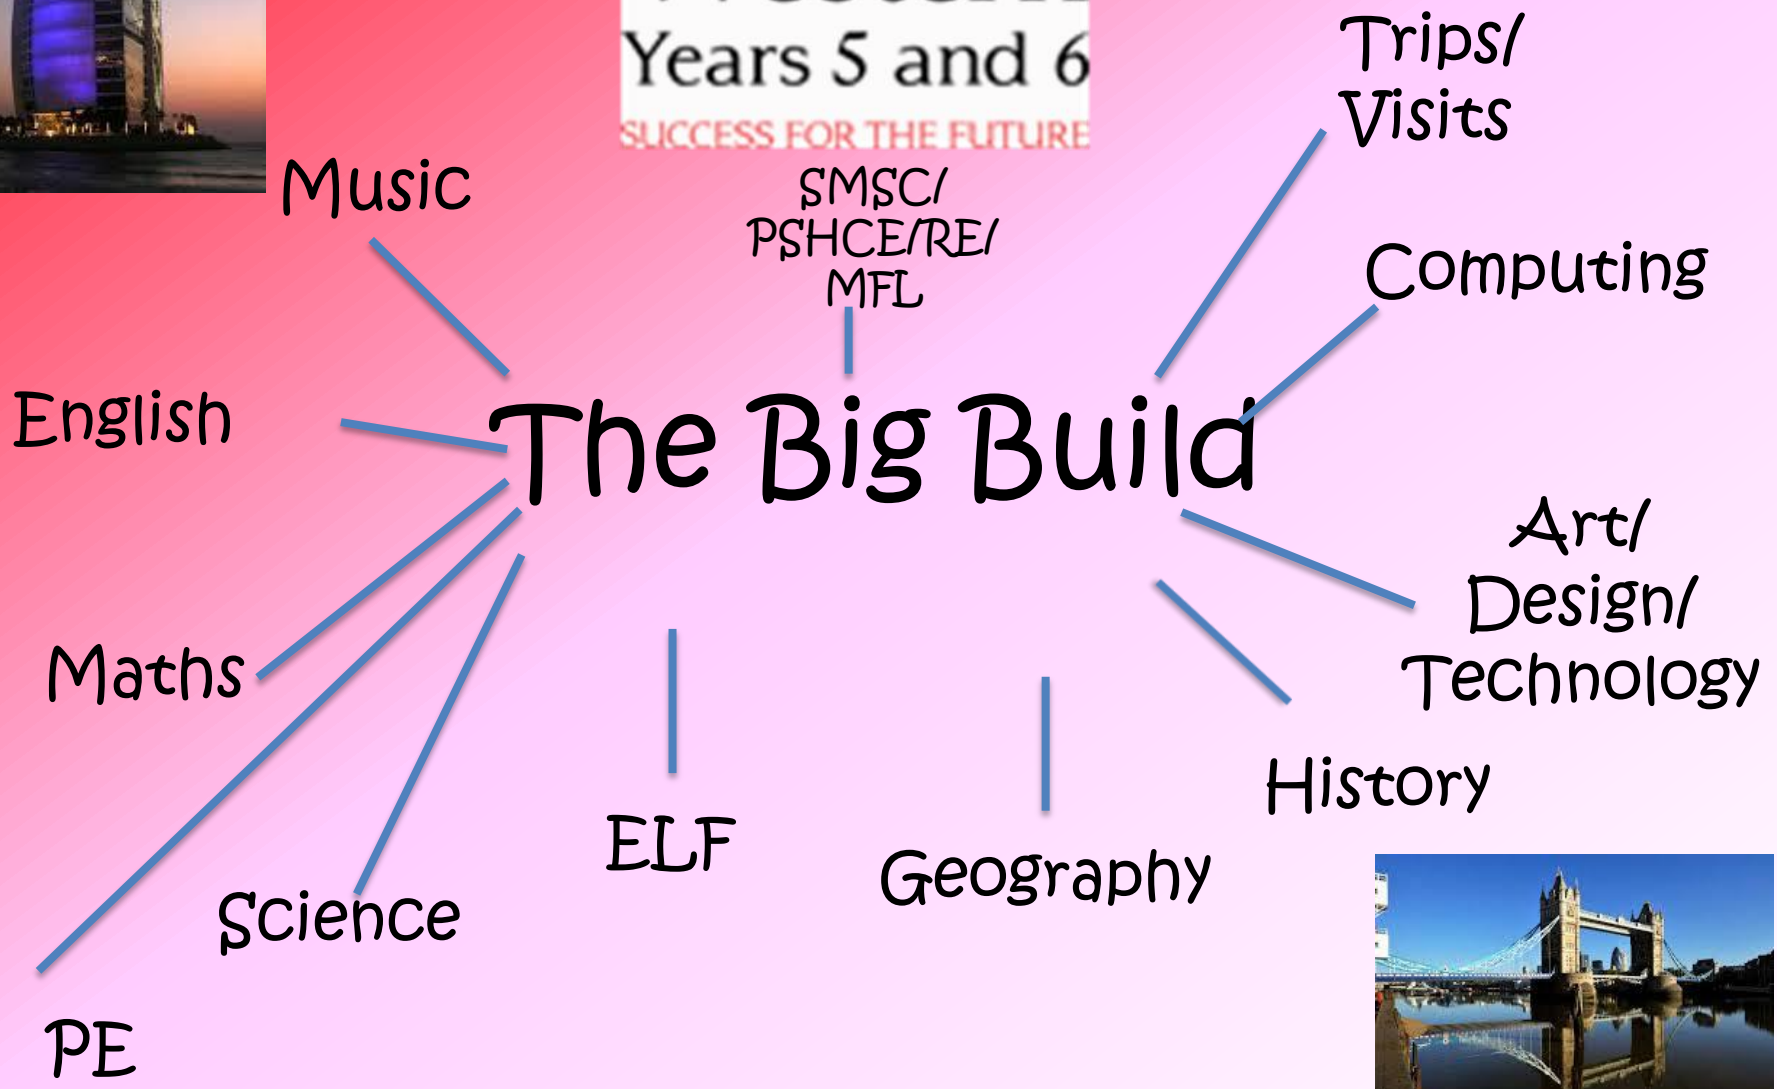 Years 5 and 6
SUCCESS FOR THE FUTURE
Trips/
Visits
Music
SMSC/
PSHCE/RE/
MFL
Computing
English
The Big Build
Art/
Design/
Technology
Maths
History
ELF
Geography
Science
PE